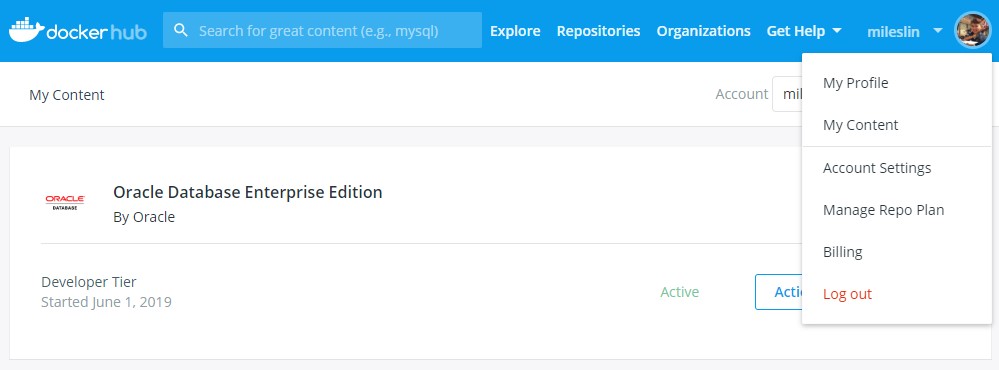 docker hub
Search for great content (e.g., mysql)
Explore
Repositories
Organizations
Get Help
mileslin
My Profile
My Content
Account Settings
Manage Repo Plan
Billing
Log out
My Content
Account
mil
ORACLE
DATABASE
Oracle Database Enterprise Edition
By Oracle
Developer Tier
Started June 1, 2019
Active
Acti